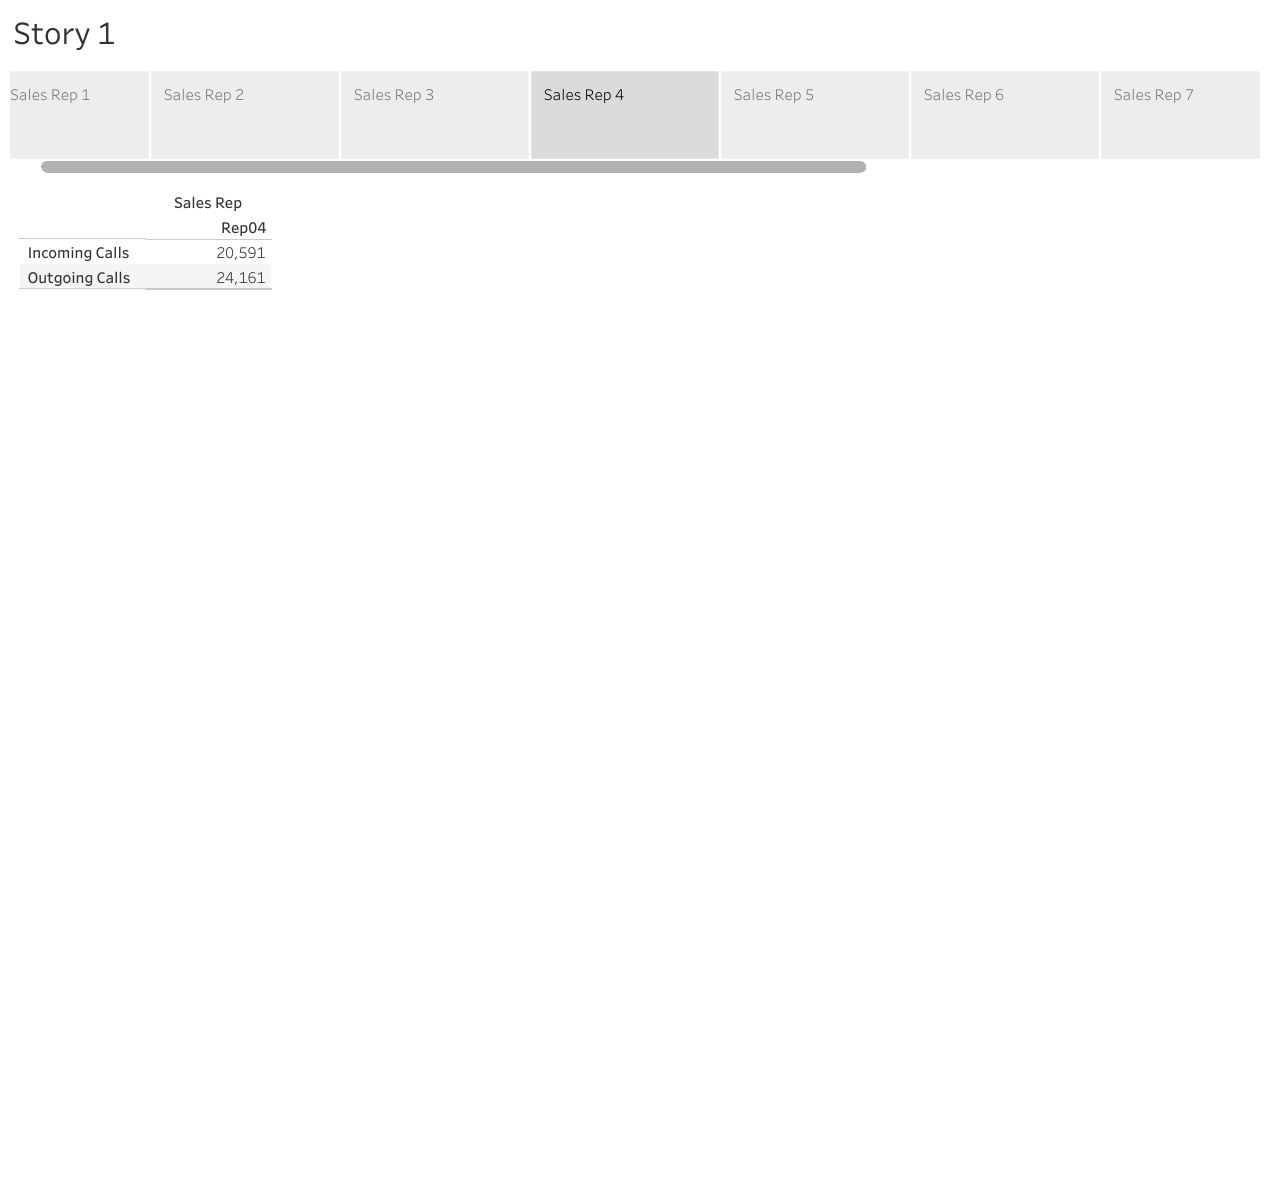 Story 1
Sales Rep 1 Sales Rep 2 Sales Rep 3 Sales Rep 4 Sales Rep 5 Sales Rep 6 Sales Rep 7
Sales Rep
Rep04
Incoming Calls 20,591
Outgoing Calls 24,161